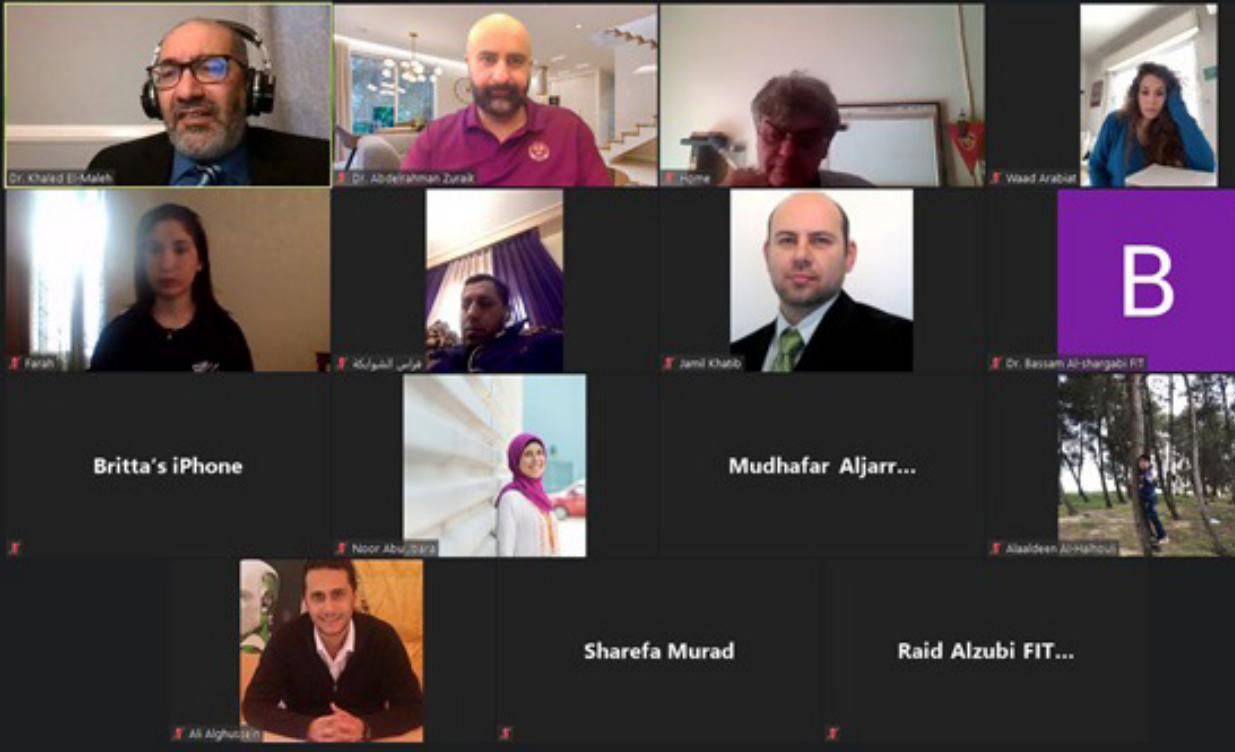 Dr. Khaled El-Maleh
Dr. Abdelrahman Zuraik
Home
Waad Arabiat
Farah
فراس الشوابكة
Jamil Khatib
B
Dr. Bassam Al-shargabi FIT
Britta's iPhone
Noor Abu
Mudhafar Aljarr...
Alaaldeen Al-Halhouli
Ali Alghussein
Sharefa Murad
Raid Alzubi FIT...